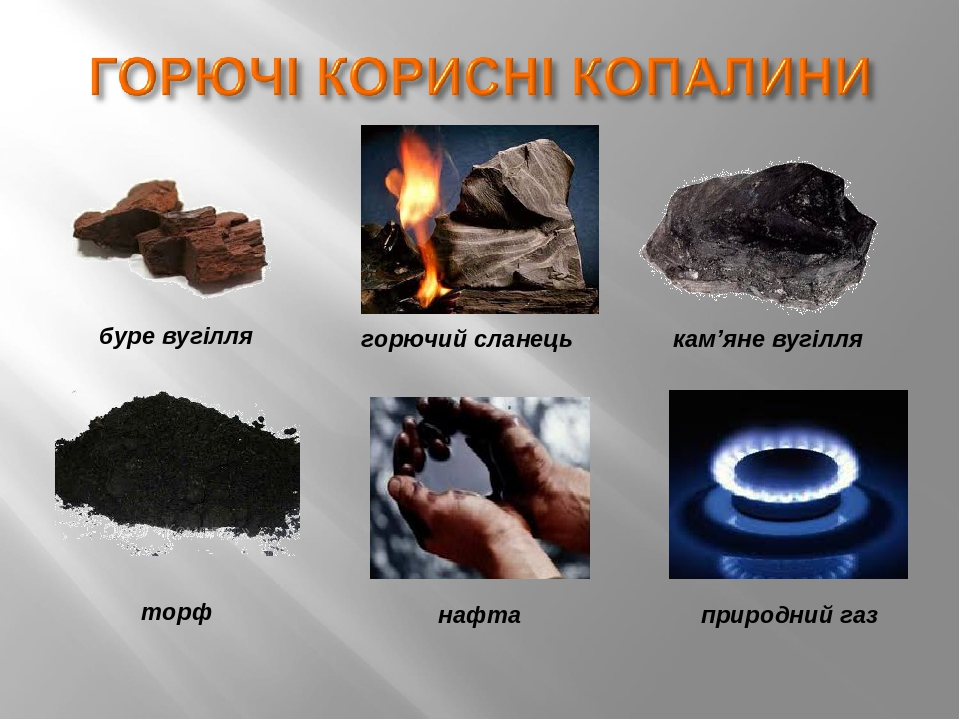 ГОРЮЧІ КОРИСНІ КОПАЛИНИ
буре вугілля
горючий сланець
кам’яне вугілля
торф
нафта
природний газ